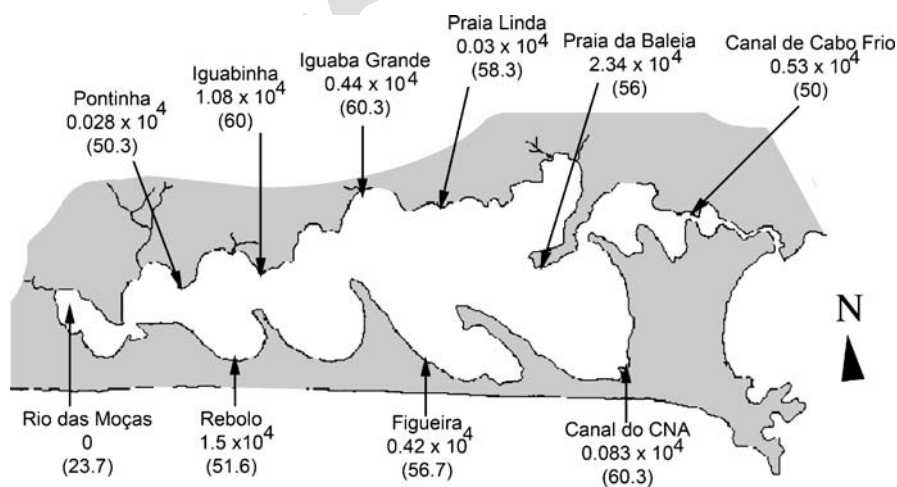 Pontinha
0.028 x 10⁴
(50.3)
Iguabinha
1.08 x 10⁴
(60)
Iguaba Grande
0.44 x 10⁴
(60.3)
Praia Linda
0.03 x 10⁴
(58.3)
Praia da Baleia
2.34 x 10⁴
(56)
Canal de Cabo Frio
0.53 x 10⁴
(50)
N
Rio das Moças
0
(23.7)
Rebolo
1.5 x10⁴
(51.6)
Figueira
0.42 x 10⁴
(56.7)
Canal do CNA
0.083 x 10⁴
(60.3)